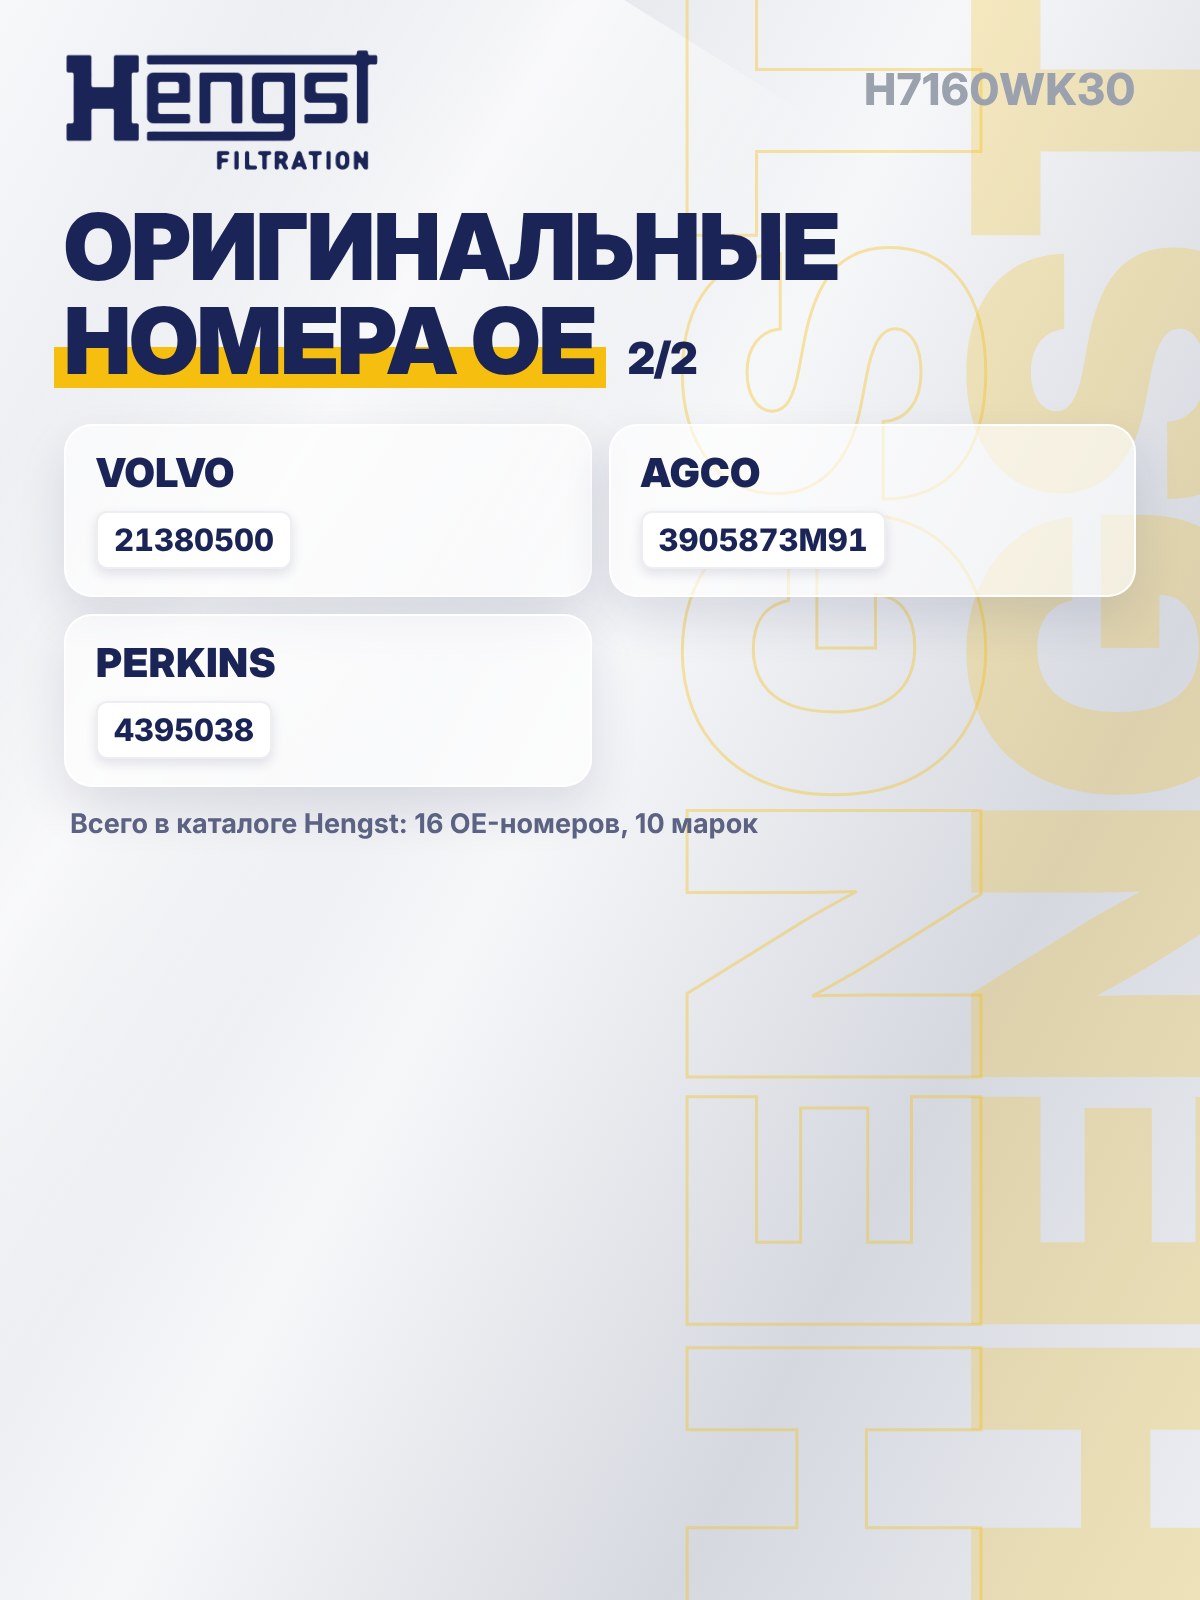 Hengst
FILTRATION
H7160WK30
ОРИГИНАЛЬНЫЕ
НОМЕРА OE 2/2
VOLVO
21380500
AGCO
3905873M91
PERKINS
4395038
Всего в каталоге Hengst: 16 OE-номеров, 10 марок
HENGST
HENGST